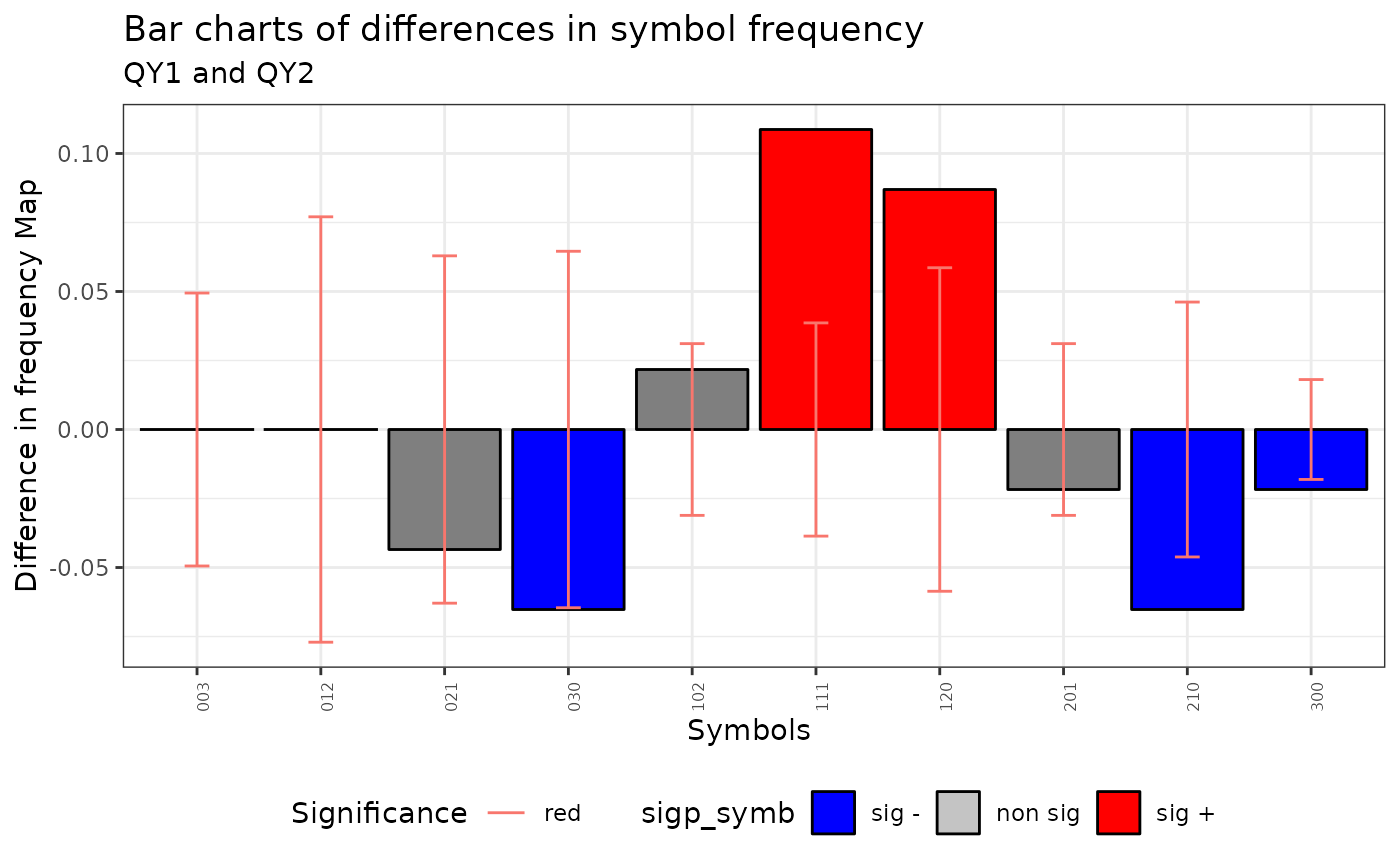 Bar charts of differences in symbol frequency
QY1 and QY2
Difference in frequency Map
0.10
0.05
0.00
-0.05
003 012 021 030 102 111 120 201 210 300
Symbols
Significance red sigp_symb sig - non sig sig +